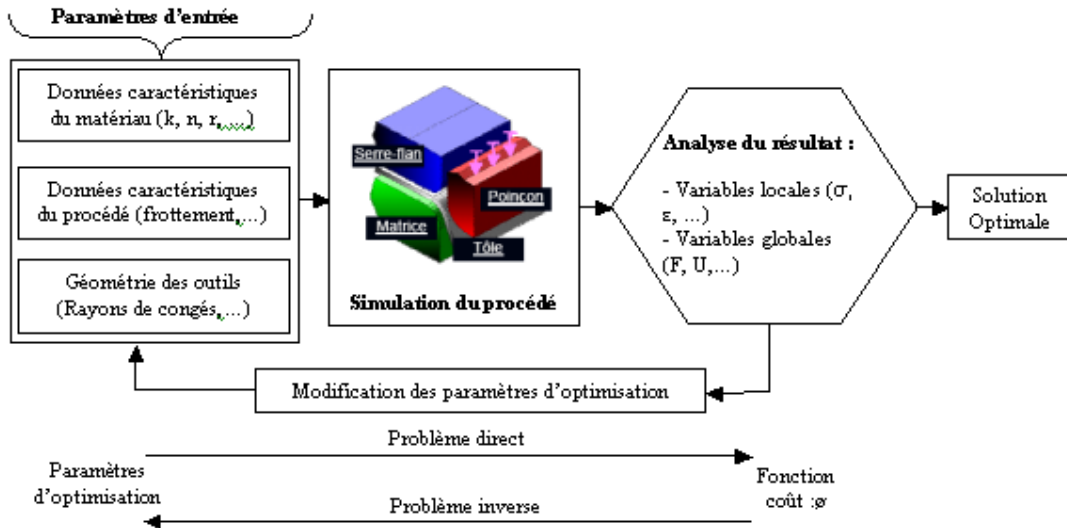 Paramètres d'entrée
Données caractéristiques
du matériau (k, n, r, ...)
Données caractéristiques
du procédé (frottement,...)
Géométrie des outils
(Rayons de congés, ...)
Serre-flan
Poinçon
Matrice
Tôle
Simulation du procédé
Analyse du résultat :
- Variables locales (σ,
ε, ...)
- Variables globales
(F, U,...)
Solution
Optimale
Modification des paramètres d'optimisation
Problème direct
Paramètres
d'optimisation
Fonction
coût :ø
Problème inverse